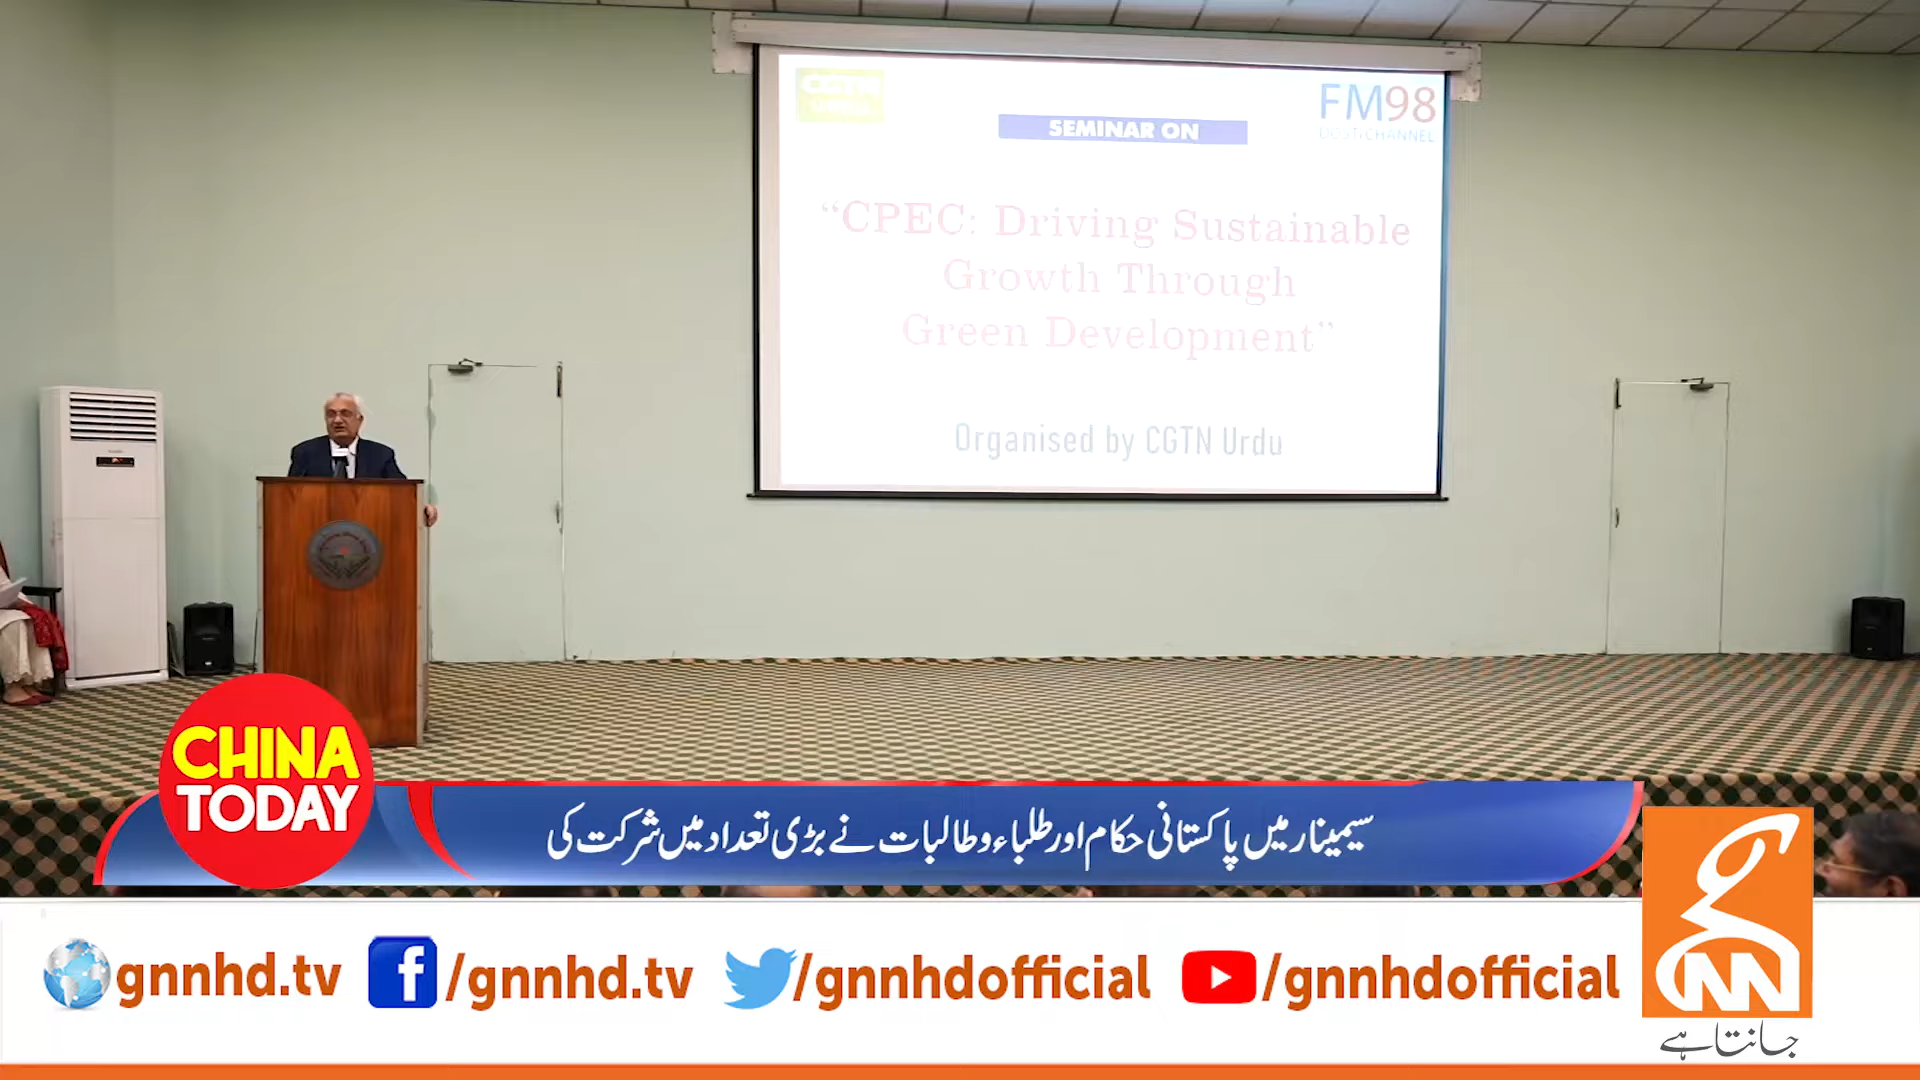 CGTN
FM98
DOSTI CHANNEL
SEMINAR ON
“CPEC: Driving Sustainable
Growth Through
Green Development”
Organised by CGTN Urdu
CHINA
TODAY
سیمینار میں پاکستانی حکام اور طلباء و طالبات نے بڑی تعداد میں شرکت کی
gnnhd.tv
/gnnhd.tv
/gnnhdofficial
/gnnhdofficial
GNN
جانتا ہے